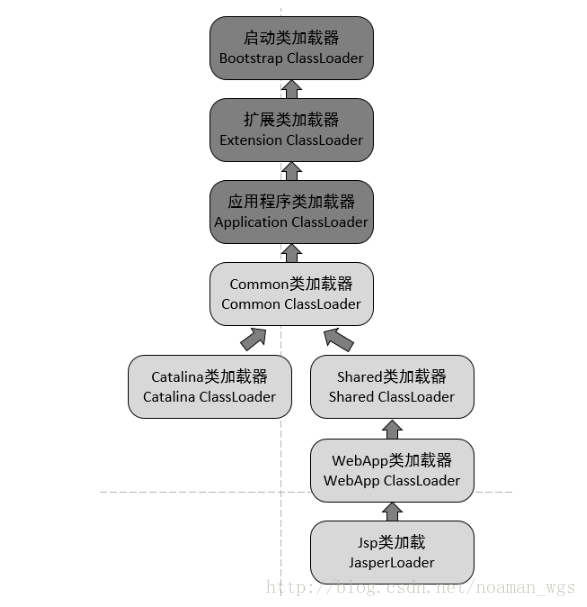 启动类加载器
Bootstrap ClassLoader
扩展类加载器
Extension ClassLoader
应用程序类加载器
Application ClassLoader
Common类加载器
Common ClassLoader
Catalina类加载器
Catalina ClassLoader
Shared类加载器
Shared ClassLoader
WebApp类加载器
WebApp ClassLoader
Jsp类加载
JasperLoader
http://blog.csdn.net/noaman_wgs